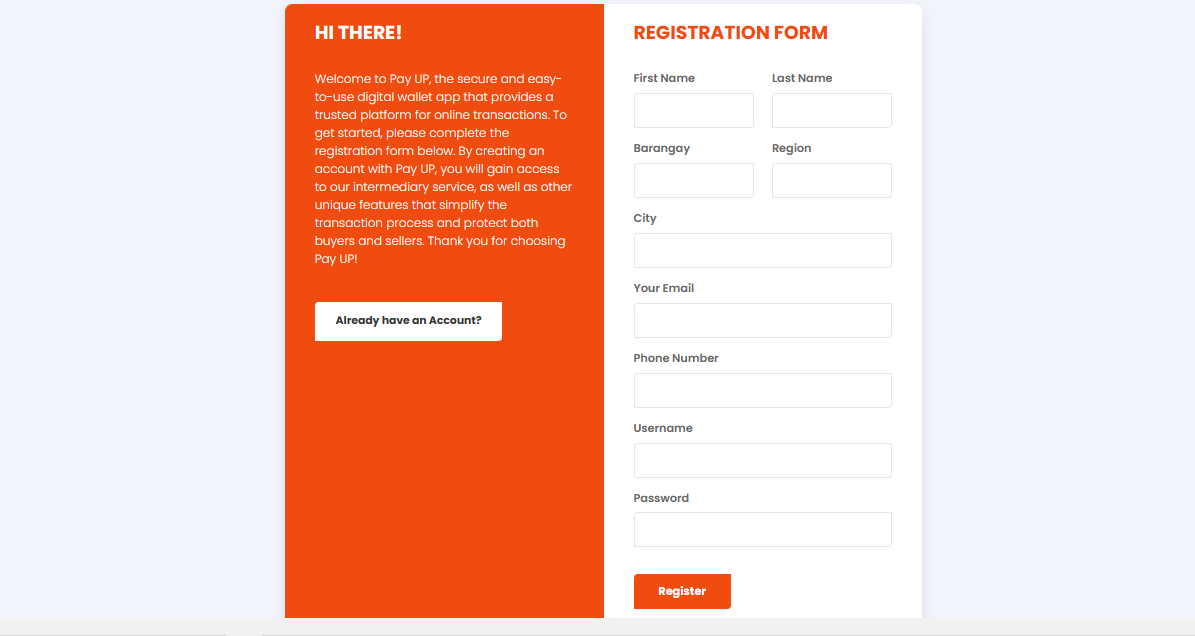 HI THERE!
Welcome to Pay UP, the secure and easy-
to-use digital wallet app that provides a
trusted platform for online transactions. To
get started, please complete the
registration form below. By creating an
account with Pay UP, you will gain access
to our intermediary service, as well as other
unique features that simplify the
transaction process and protect both
buyers and sellers. Thank you for choosing
Pay UP!
Already have an Account?
REGISTRATION FORM
First Name
Last Name
Barangay
Region
City
Your Email
Phone Number
Username
Password
Register